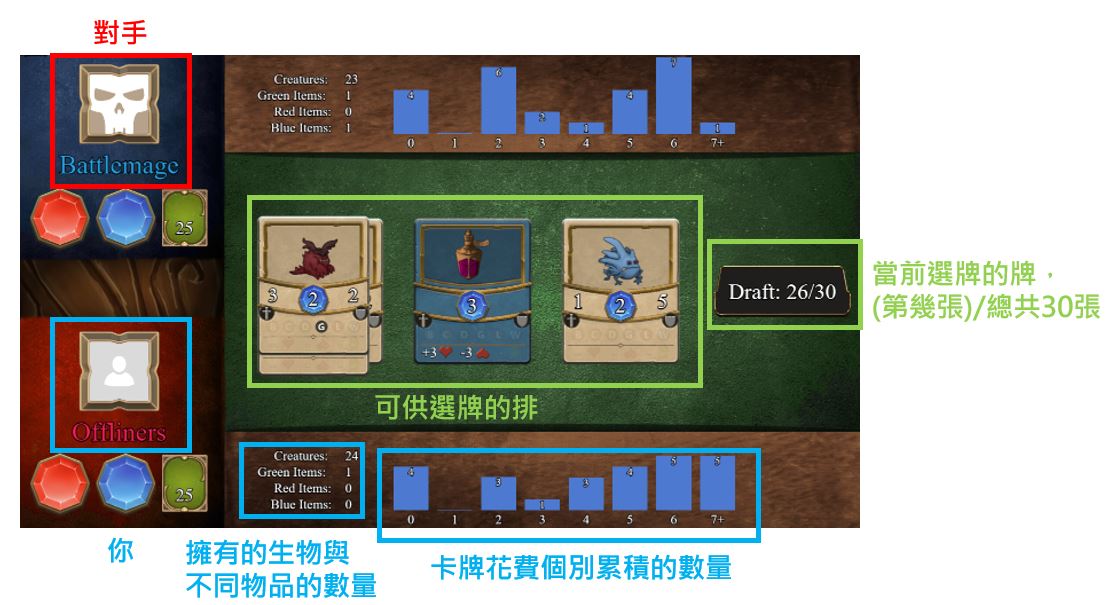 對手
Creatures: 23
Green Items: 1
Red Items: 0
Blue Items: 1
4 6 2 1 4 7 1
0 1 2 3 4 5 6 7+
Battlemage
25
3 2 2
G
3
+3 -3
1 2 5
Draft: 26/30
當前選牌的牌，
(第幾張)/總共30張
可供選牌的排
Offliners
25
Creatures: 24
Green Items: 1
Red Items: 0
Blue Items: 0
4 3 1 3 4 5 5
0 1 2 3 4 5 6 7+
你
擁有的生物與
不同物品的數量
卡牌花費個別累積的數量